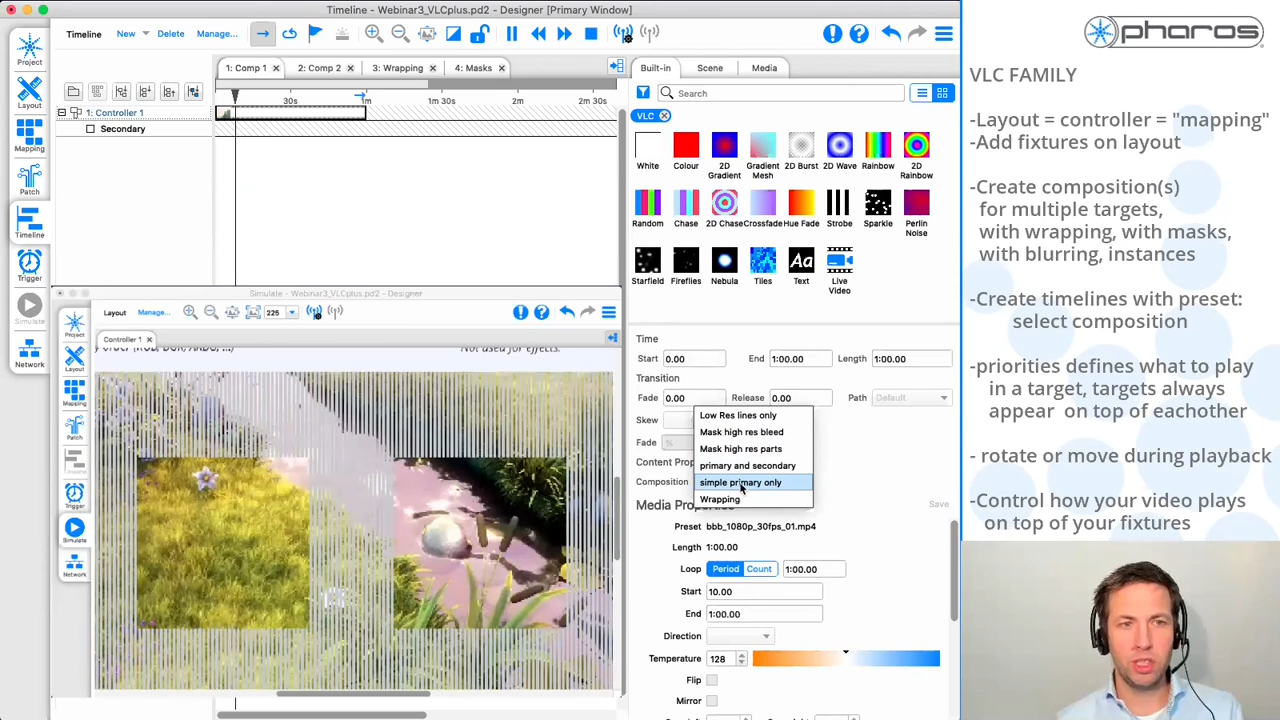 Timeline - Webinar3_VLCplus.pd2 - Designer [Primary Window]
Timeline New Delete Manage...
1: Comp 1 2: Comp 2 3: Wrapping 4: Masks
30s 1m 1m 30s 2m 2m 30s
1: Controller 1
Secondary
Project
Layout
Mapping
Patch
Timeline
Trigger
Simulate
Network
Built-in Scene Media
Search
VLC
White Colour 2D Gradient Gradient Mesh 2D Burst 2D Wave Rainbow 2D Rainbow
Random Chase 2D Chase Crossfade Hue Fade Strobe Sparkle Perlin Noise
Starfield Fireflies Nebula Tiles Text Live Video
Aa
Time
Start 0.00 End 1:00.00 Length 1:00.00
Transition
Fade 0.00 Release 0.00 Path Default
Skew
Fade %
Content Prop
Composition
Low Res lines only
Mask high res bleed
Mask high res parts
primary and secondary
simple primary only
Wrapping
Media Properties Save
Preset bbb_1080p_30fps_01.mp4
Length 1:00.00
Loop Period Count 1:00.00
Start 10.00
End 1:00.00
Direction
Temperature 128
Flip
Mirror
Simulate - Webinar3_VLCplus.pd2 - Designer
Layout Manage... 226
Controller 1
Not used for effects.
Project
Layout
Mapping
Patch
Timeline
Trigger
Simulate
Network
pharos
VLC FAMILY
-Layout = controller = "mapping"
-Add fixtures on layout
-Create composition(s)
for multiple targets,
with wrapping, with masks,
with blurring, instances
-Create timelines with preset:
select composition
-priorities defines what to play
in a target, targets always
appear on top of eachother
- rotate or move during playback
-Control how your video plays
on top of your fixtures